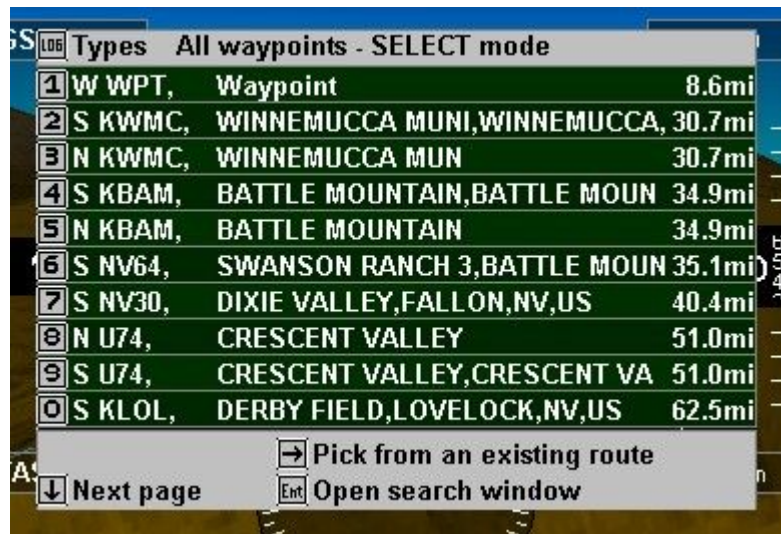 LOG Types All waypoints - SELECT mode
1 W WPT, Waypoint 8.6mi
2 S KWMC, WINNEMUCCA MUNI,WINNEMUCCA, 30.7mi
3 N KWMC, WINNEMUCCA MUN 30.7mi
4 S KBAM, BATTLE MOUNTAIN,BATTLE MOUN 34.9mi
5 N KBAM, BATTLE MOUNTAIN 34.9mi
6 S NV64, SWANSON RANCH 3,BATTLE MOUN 35.1mi
7 S NV30, DIXIE VALLEY,FALLON,NV,US 40.4mi
8 N U74, CRESCENT VALLEY 51.0mi
9 S U74, CRESCENT VALLEY,CRESCENT VA 51.0mi
0 S KLOL, DERBY FIELD,LOVELOCK,NV,US 62.5mi
→ Pick from an existing route
↓ Next page Ent Open search window